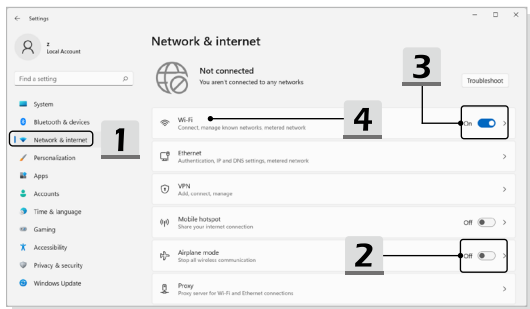 Settings
2
Local Account
Find a setting
System
Bluetooth & devices
Network & internet
Personalization
Apps
Accounts
Time & language
Gaming
Accessibility
Privacy & security
Windows Update
Network & internet
Not connected
You aren't connected to any networks
Troubleshoot
Wi-Fi
Connect, manage known networks, metered network
On
Ethernet
Authentication, IP and DNS settings, metered network
VPN
Add, connect, manage
Mobile hotspot
Share your internet connection
Off
Airplane mode
Stop all wireless communication
Off
Proxy
Proxy server for Wi-Fi and Ethernet connections
1
2
3
4